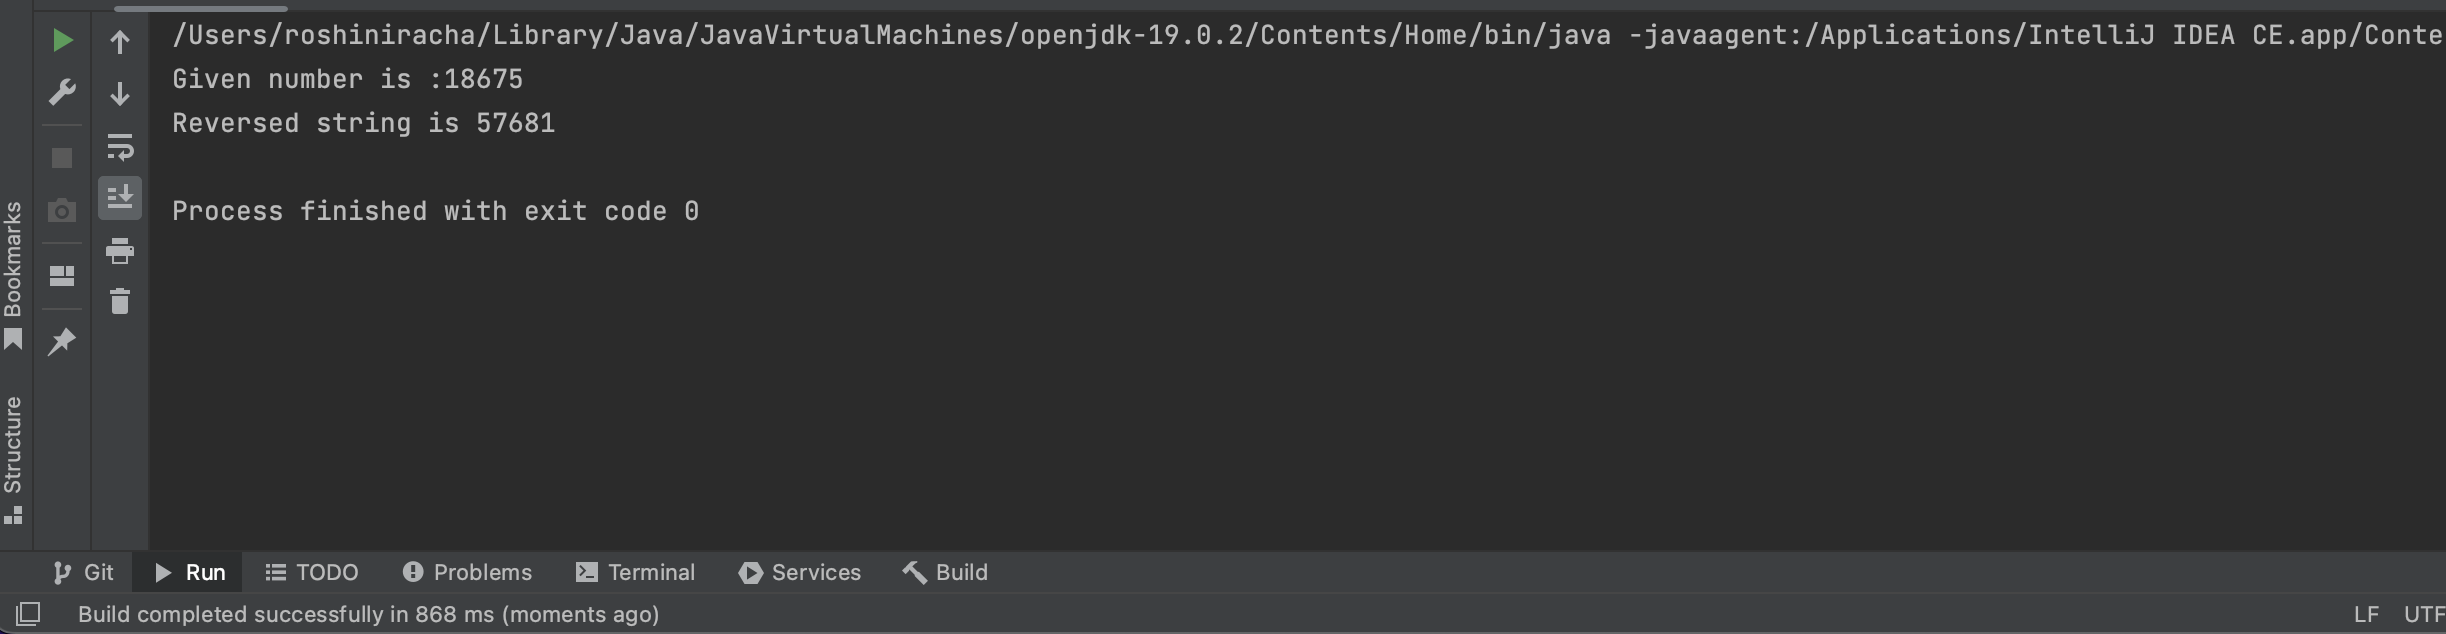 /Users/roshiniracha/Library/Java/JavaVirtualMachines/openjdk-19.0.2/Contents/Home/bin/java -javaagent:/Applications/IntelliJ IDEA CE.app/Conte
Given number is :18675
Reversed string is 57681
Process finished with exit code 0
Bookmarks
Structure
Git Run TODO Problems Terminal Services Build
Build completed successfully in 868 ms (moments ago) LF UTF